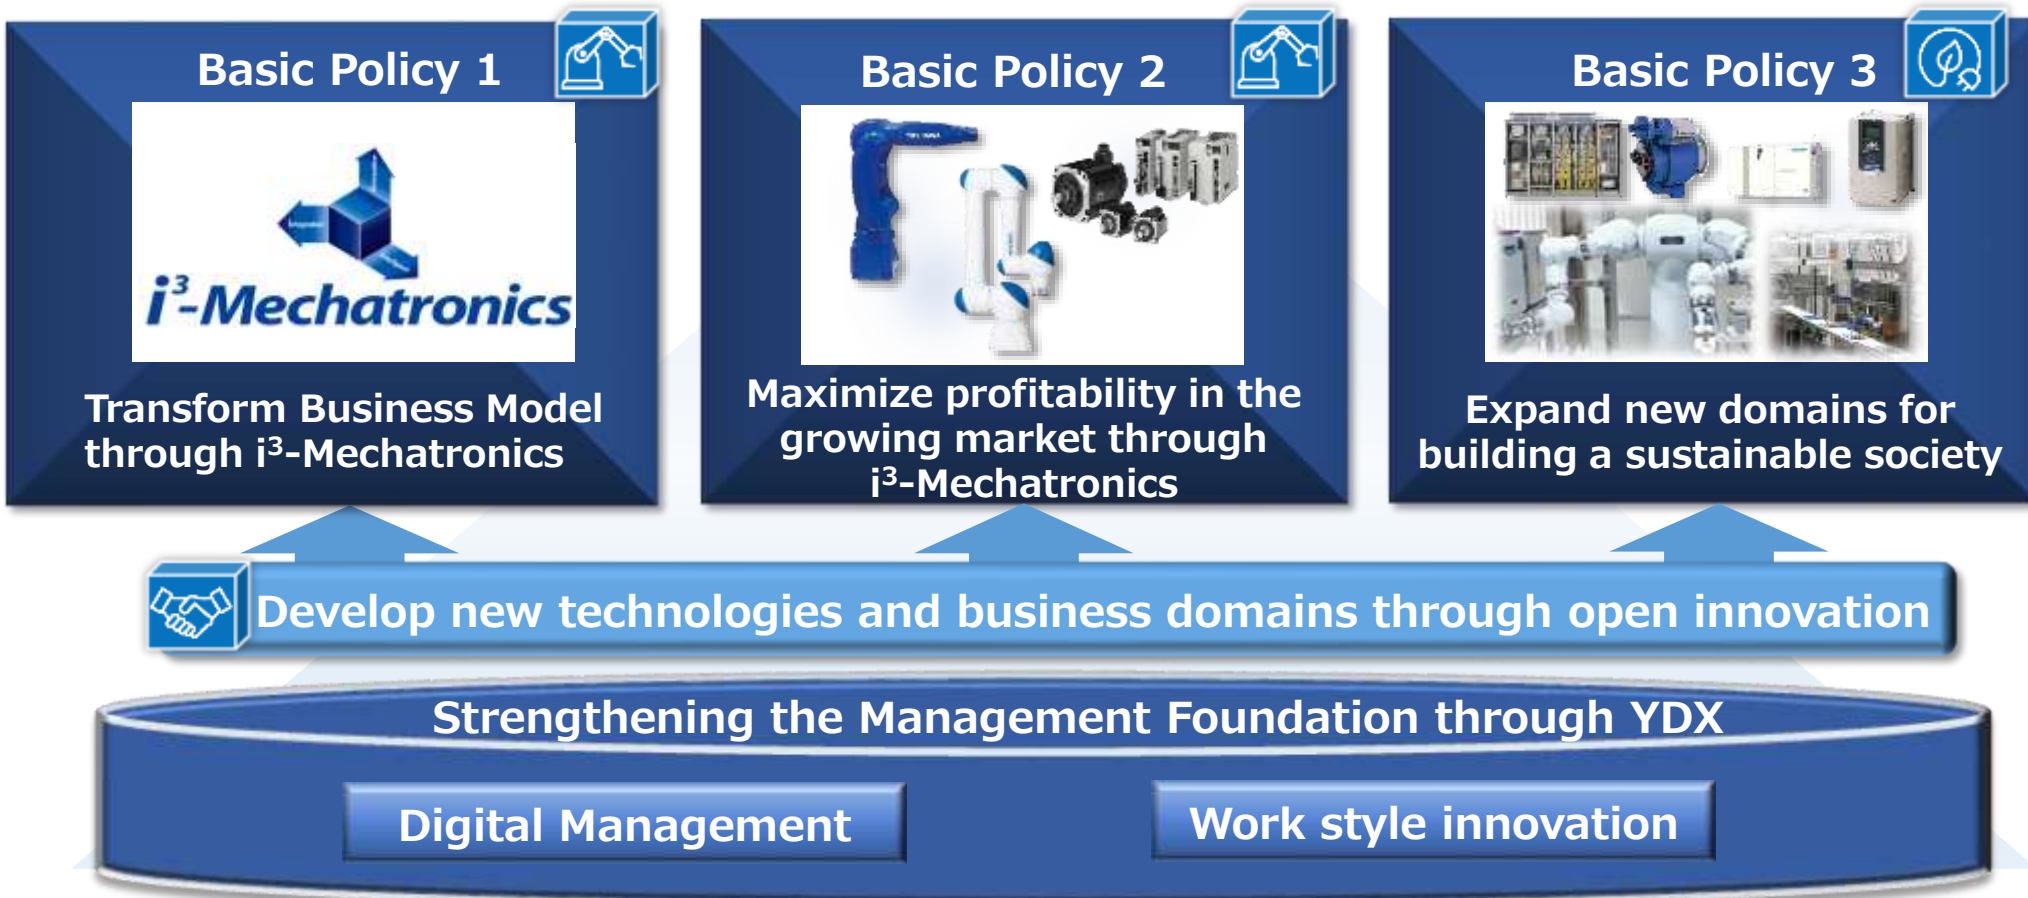 Basic Policy 1
i³-Mechatronics
Transform Business Model
through i³-Mechatronics
Basic Policy 2
Maximize profitability in the
growing market through
i³-Mechatronics
Basic Policy 3
Expand new domains for
building a sustainable society
Develop new technologies and business domains through open innovation
Strengthening the Management Foundation through YDX
Digital Management
Work style innovation